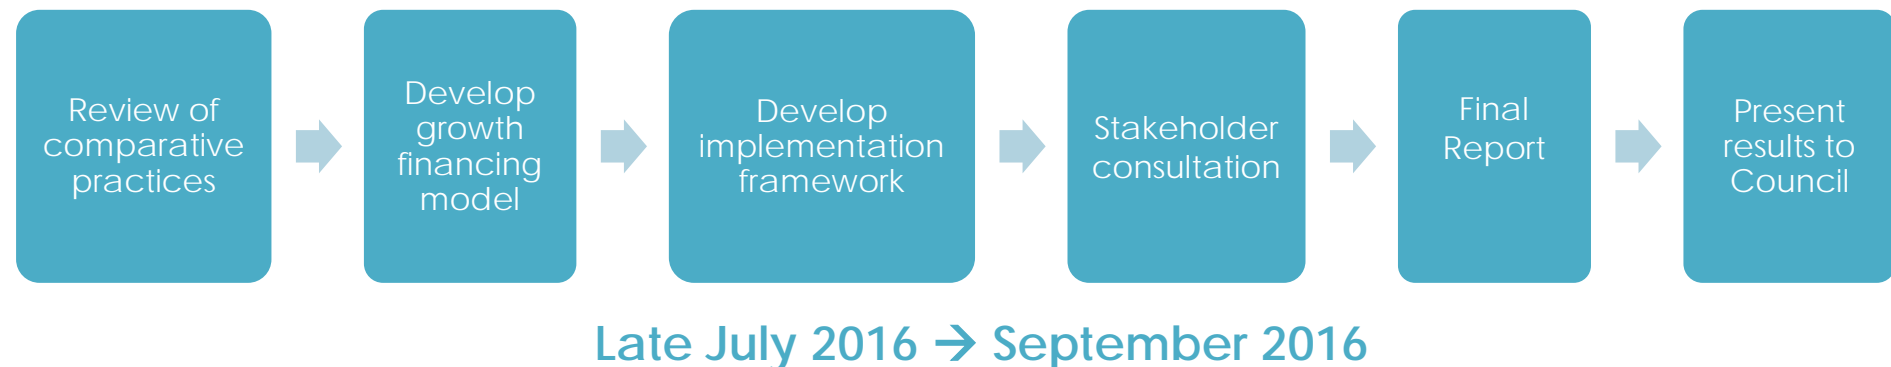 Review of
comparative
practices
Develop
growth
financing
model
Develop
implementation
framework
Stakeholder
consultation
Final
Report
Present
results to
Council
Late July 2016 → September 2016